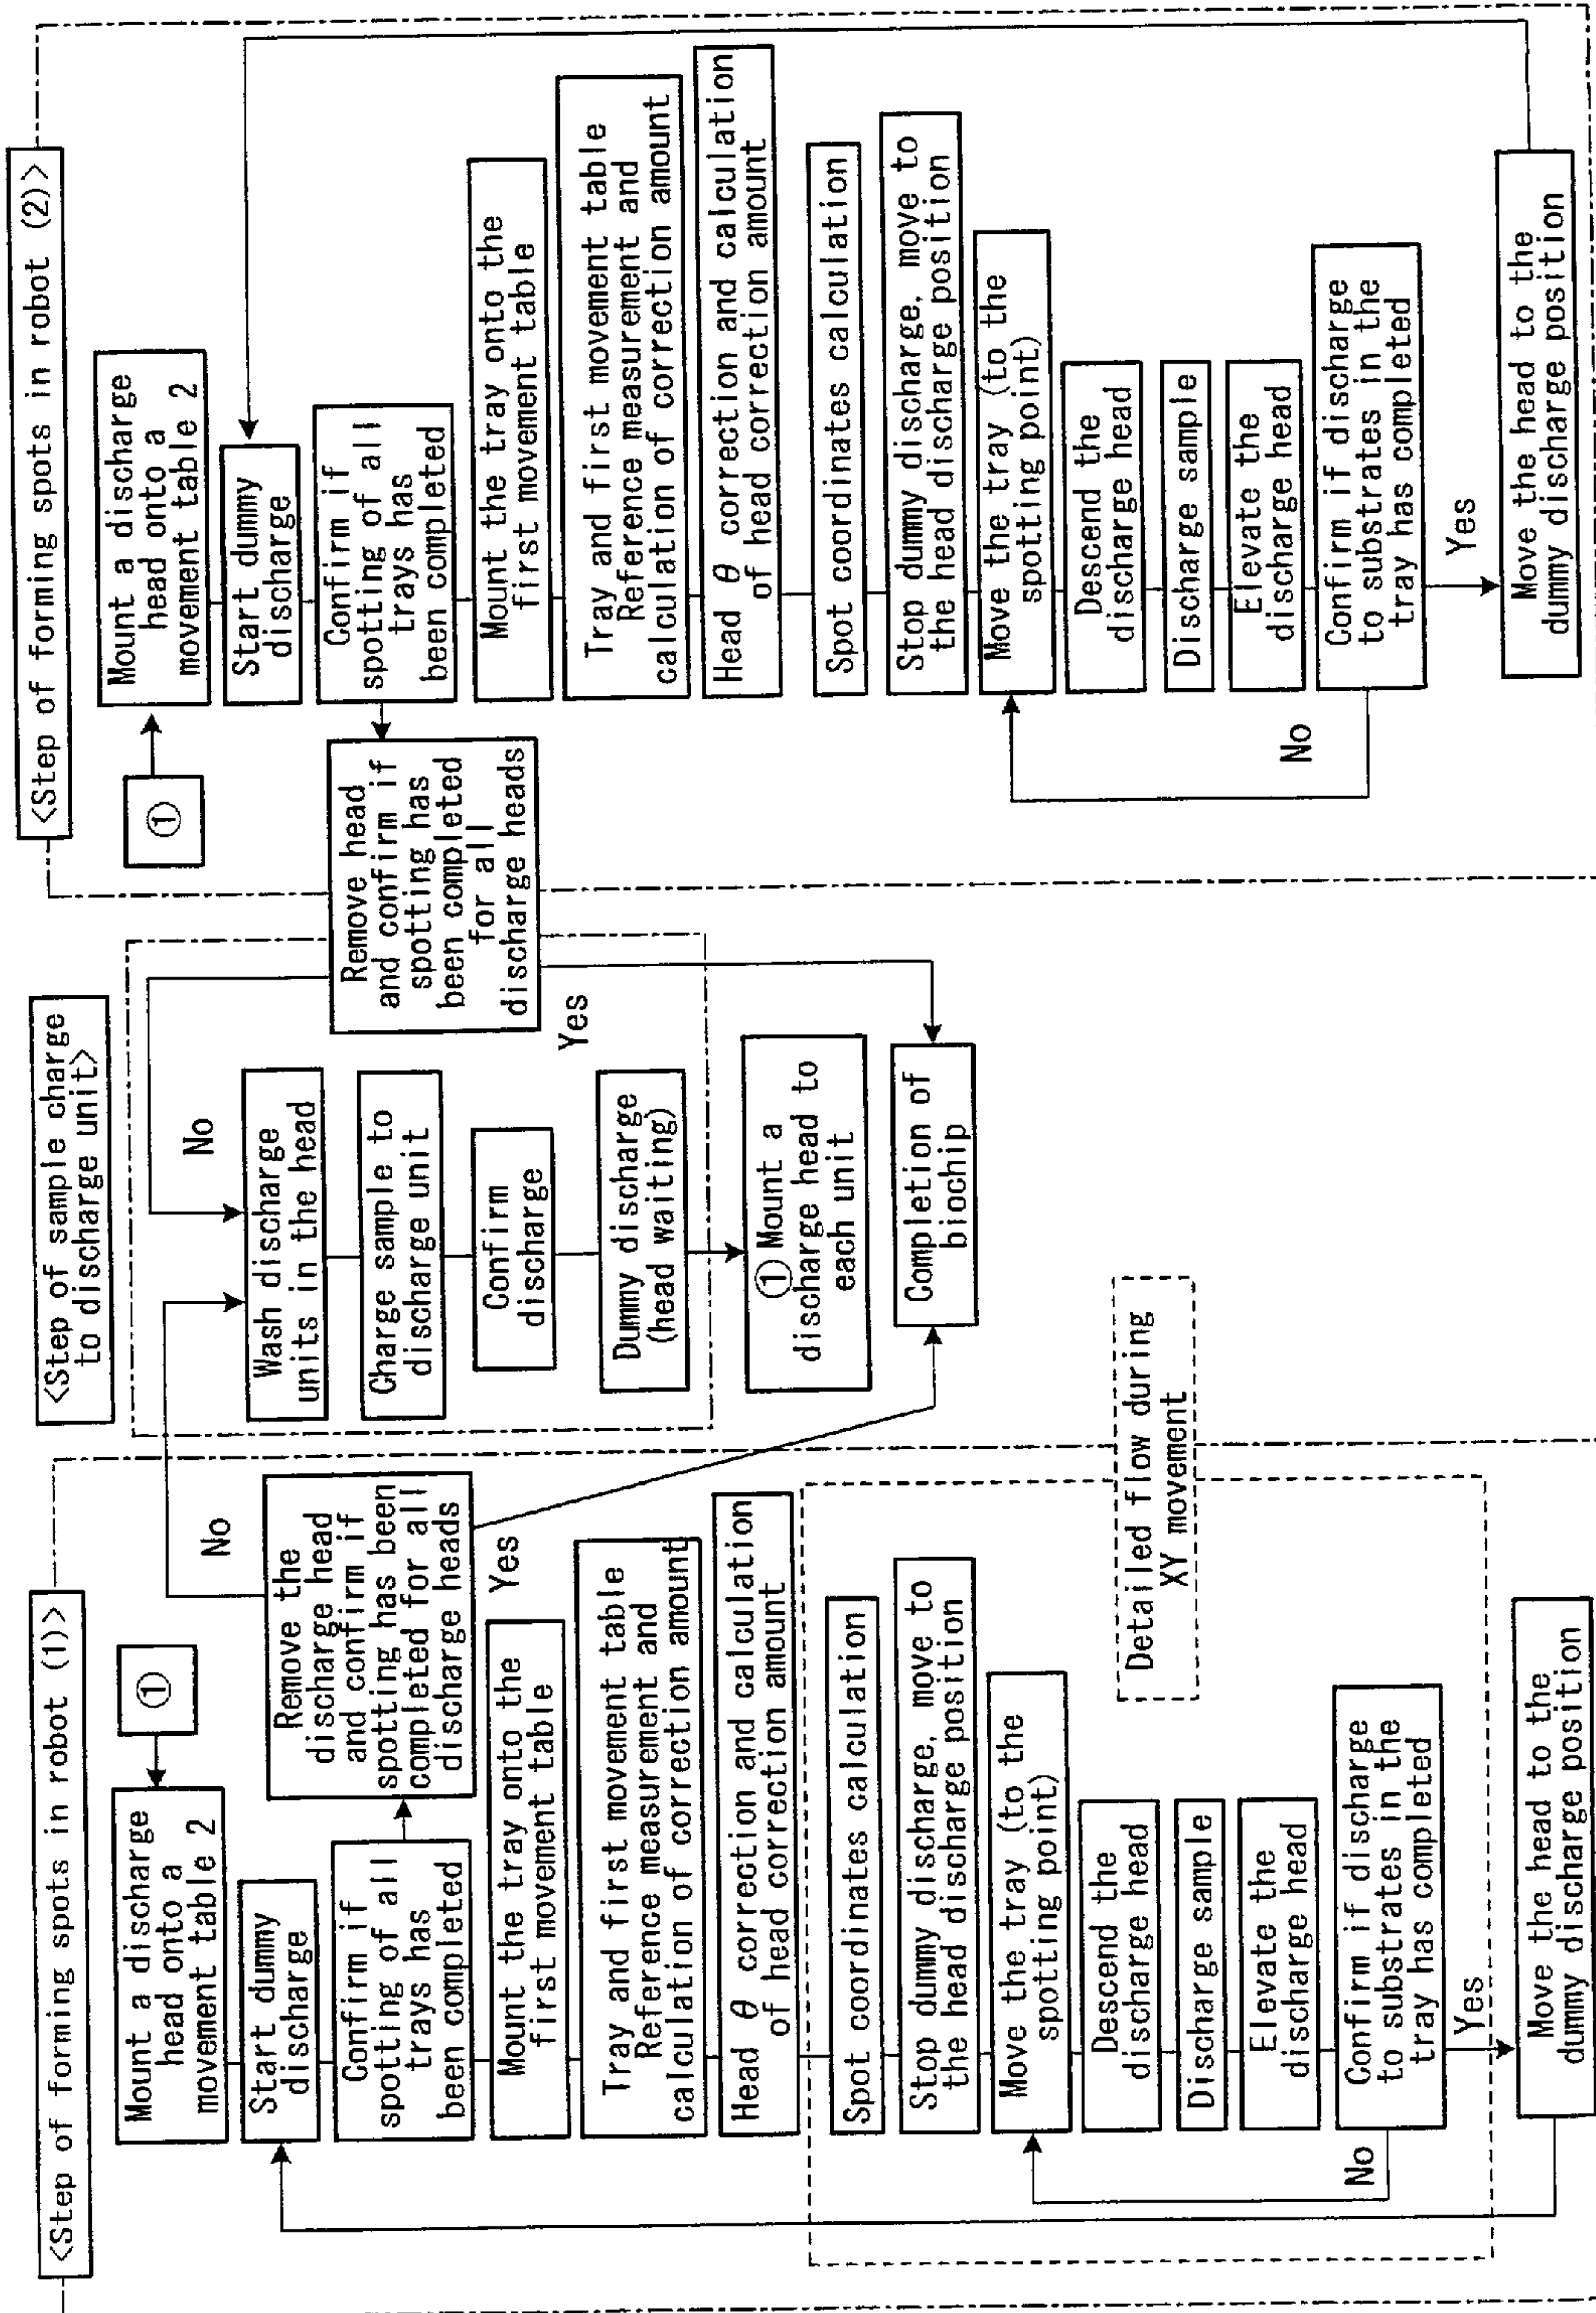 <Step of forming spots in robot (1)>
①
Mount a discharge
head onto a
movement table 2
Start dummy
discharge
Confirm if
spotting of all
trays has
been completed
Remove the
discharge head
and confirm if
spotting has been
completed for all
discharge heads
No
Yes
Mount the tray onto the
first movement table
Tray and first movement table
Reference measurement and
calculation of correction amount
Head θ correction and calculation
of head correction amount
Spot coordinates calculation
Stop dummy discharge, move to
the head discharge position
Move the tray (to the
spotting point)
Descend the
discharge head
Discharge sample
Elevate the
discharge head
Confirm if discharge
to substrates in the
tray has completed
No
Yes
Move the head to the
dummy discharge position
Detailed flow during
XY movement
<Step of sample charge
to discharge unit>
No
Wash discharge
units in the head
Charge sample to
discharge unit
Confirm
discharge
Dummy discharge
(head waiting)
① Mount a
discharge head to
each unit
Completion of
biochip
Remove head
and confirm if
spotting has
been completed
for all
discharge heads
Yes
<Step of forming spots in robot (2)>
①
Mount a discharge
head onto a
movement table 2
Start dummy
discharge
Confirm if
spotting of all
trays has
been completed
Mount the tray onto the
first movement table
Tray and first movement table
Reference measurement and
calculation of correction amount
Head θ correction and calculation
of head correction amount
Spot coordinates calculation
Stop dummy discharge, move to
the head discharge position
Move the tray (to the
spotting point)
Descend the
discharge head
Discharge sample
Elevate the
discharge head
Confirm if discharge
to substrates in the
tray has completed
No
Yes
Move the head to the
dummy discharge position